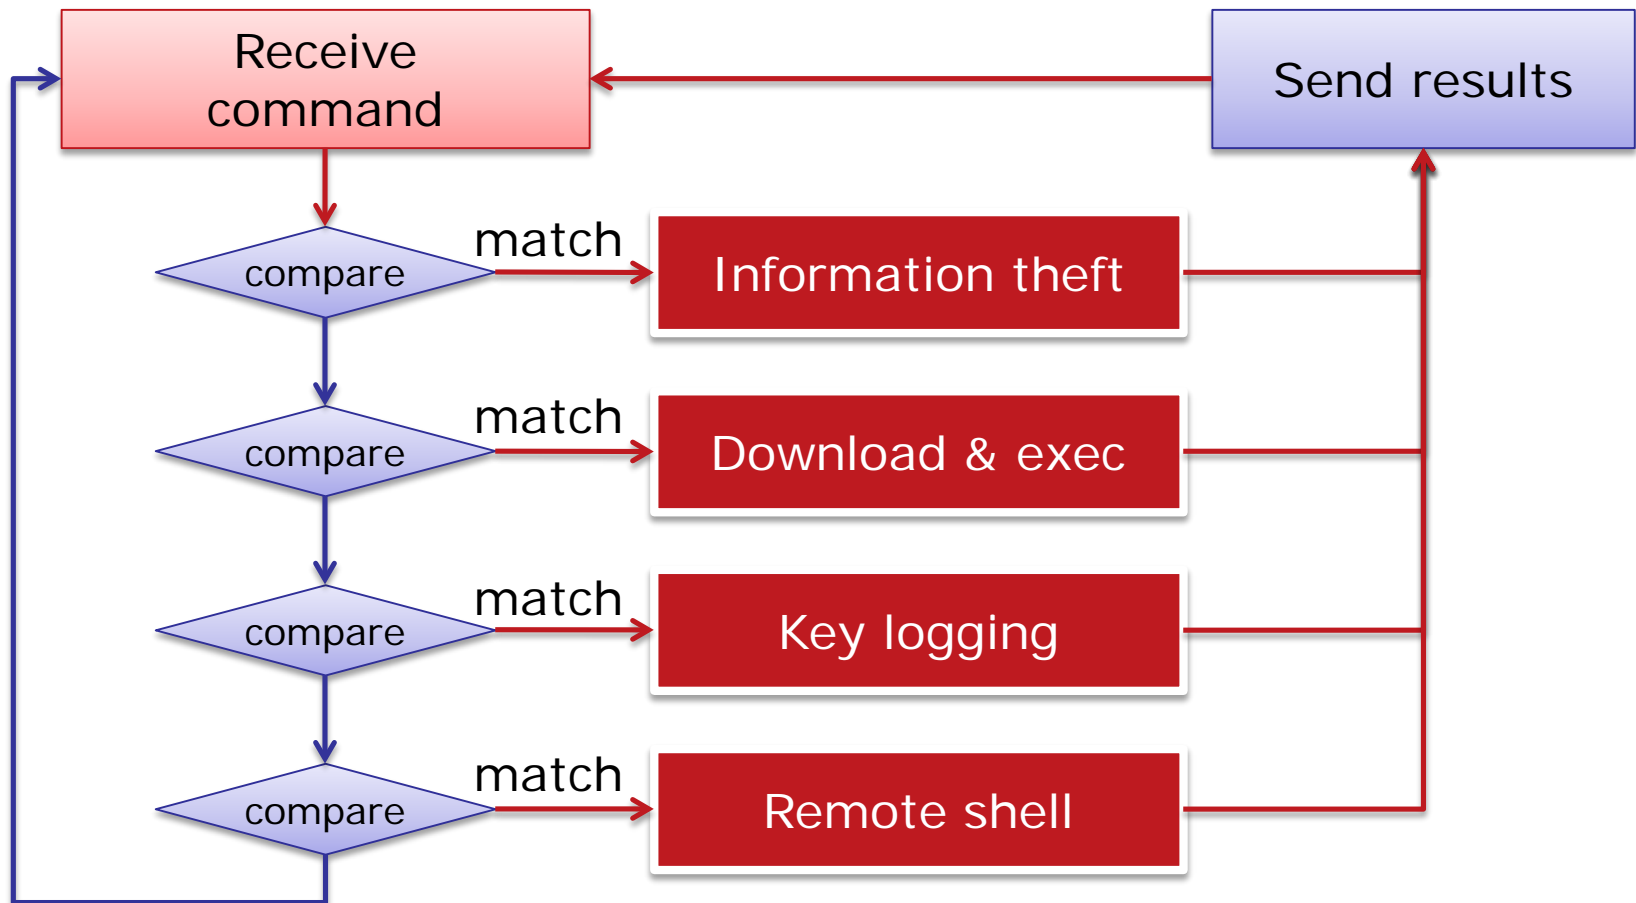 Receive
command
Send results
compare
match
Information theft
compare
match
Download & exec
compare
match
Key logging
compare
match
Remote shell